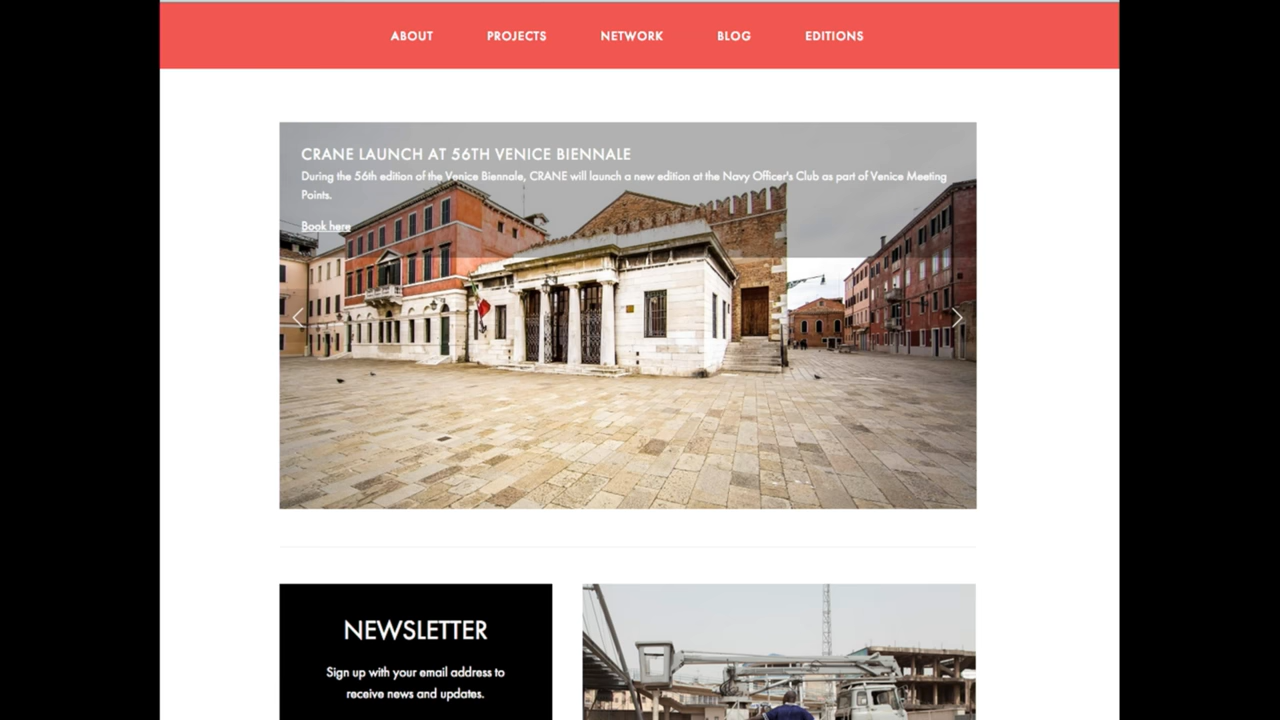 ABOUT PROJECTS NETWORK BLOG EDITIONS
CRANE LAUNCH AT 56TH VENICE BIENNALE
During the 56th edition of the Venice Biennale, CRANE will launch a new edition at the Navy Officer's Club as part of Venice Meeting
Points.
Book here
NEWSLETTER
Sign up with your email address to
receive news and updates.